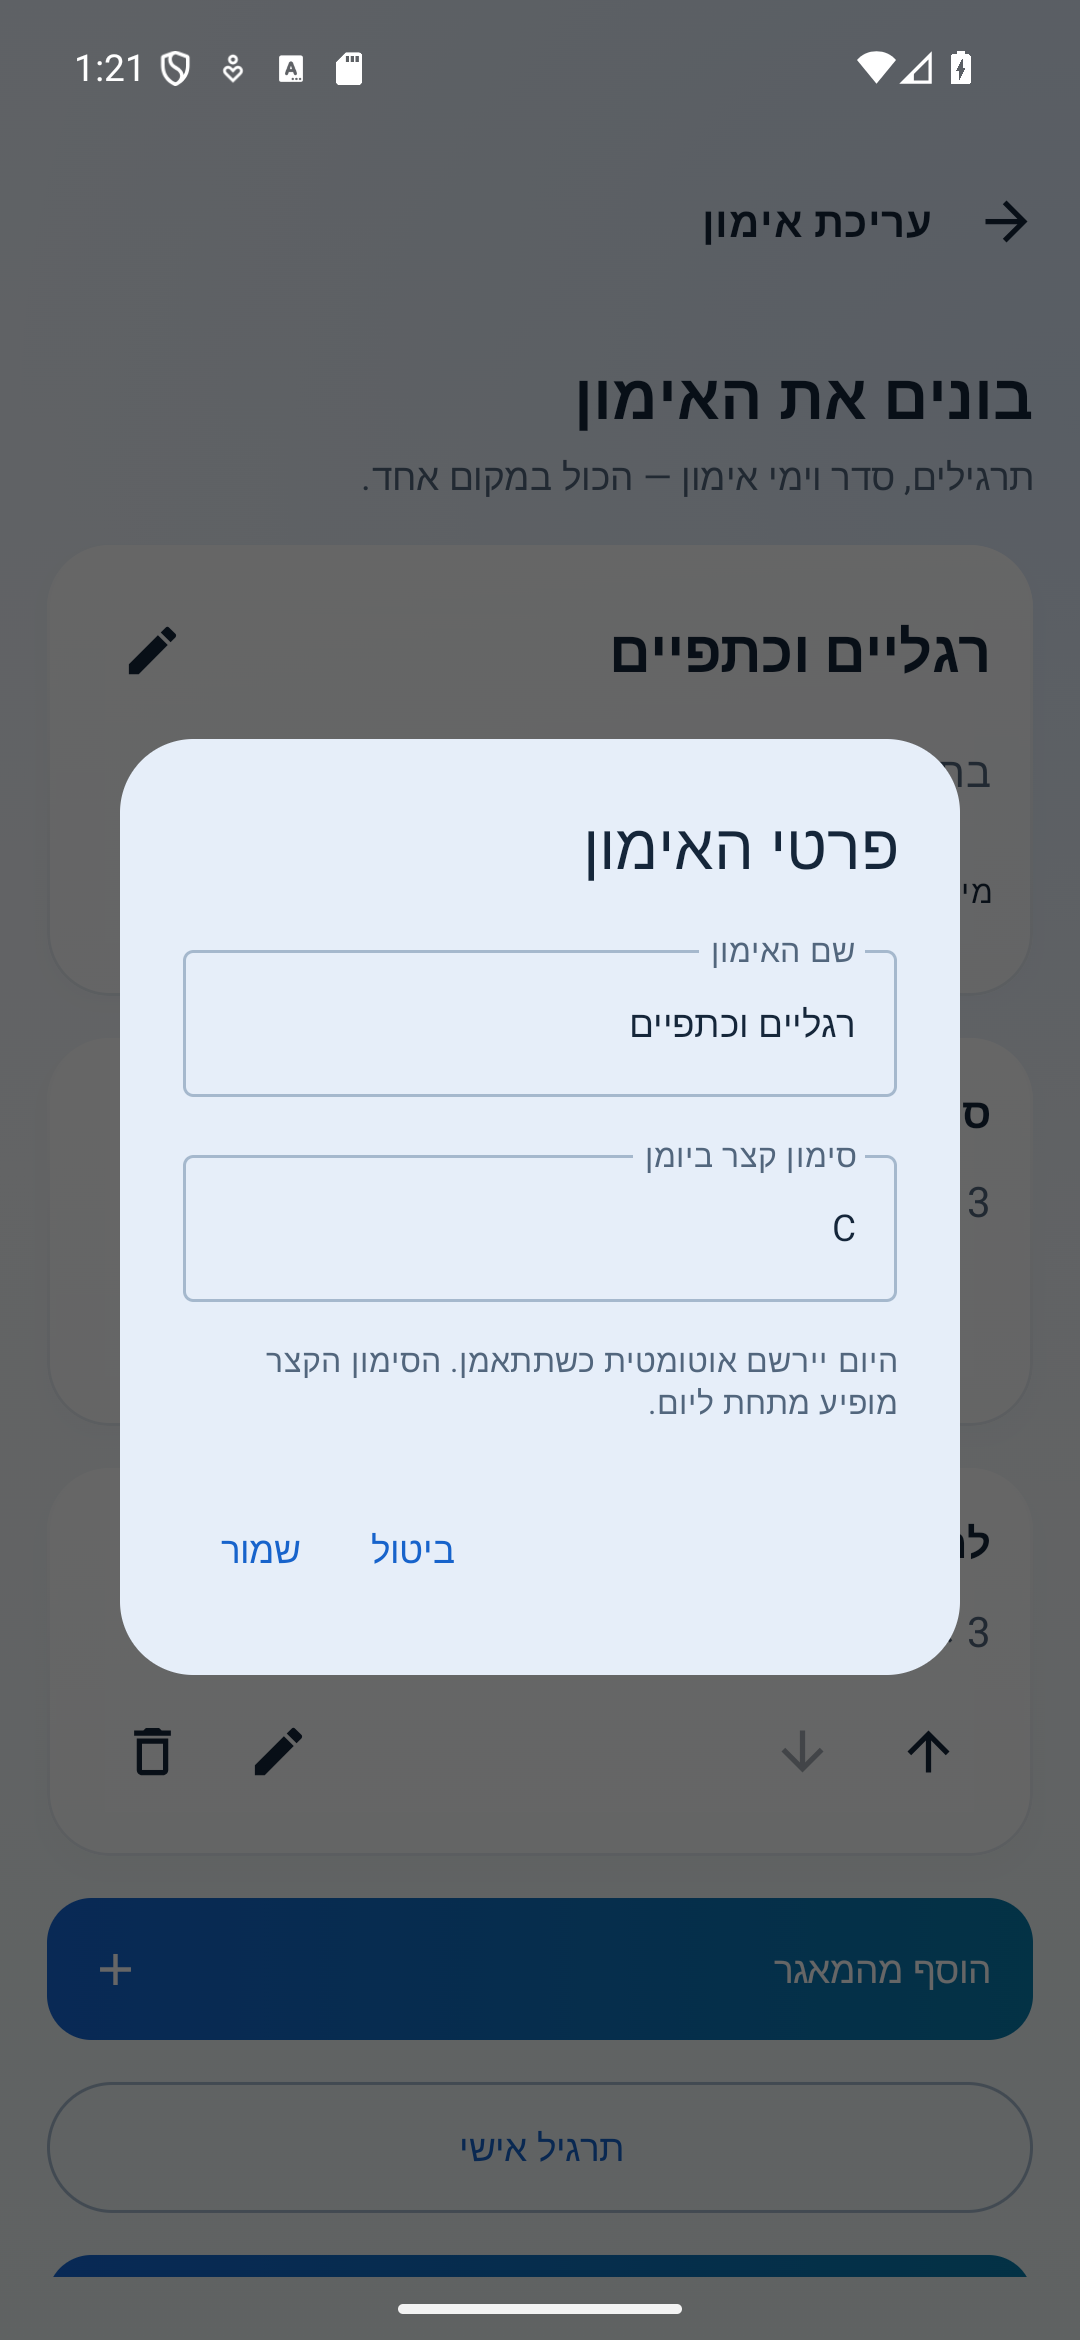 1:21
עריכת אימון
בונים את האימון
תרגילים, סדר וימי אימון – הכול במקום אחד.
רגליים וכתפיים
פרטי האימון
שם האימון
רגליים וכתפיים
סימון קצר ביומן
C
היום יירשם אוטומטית כשתתאמן. הסימון הקצר
מופיע מתחת ליום.
ביטול
שמור
3
3
הוסף מהמאגר
תרגיל אישי